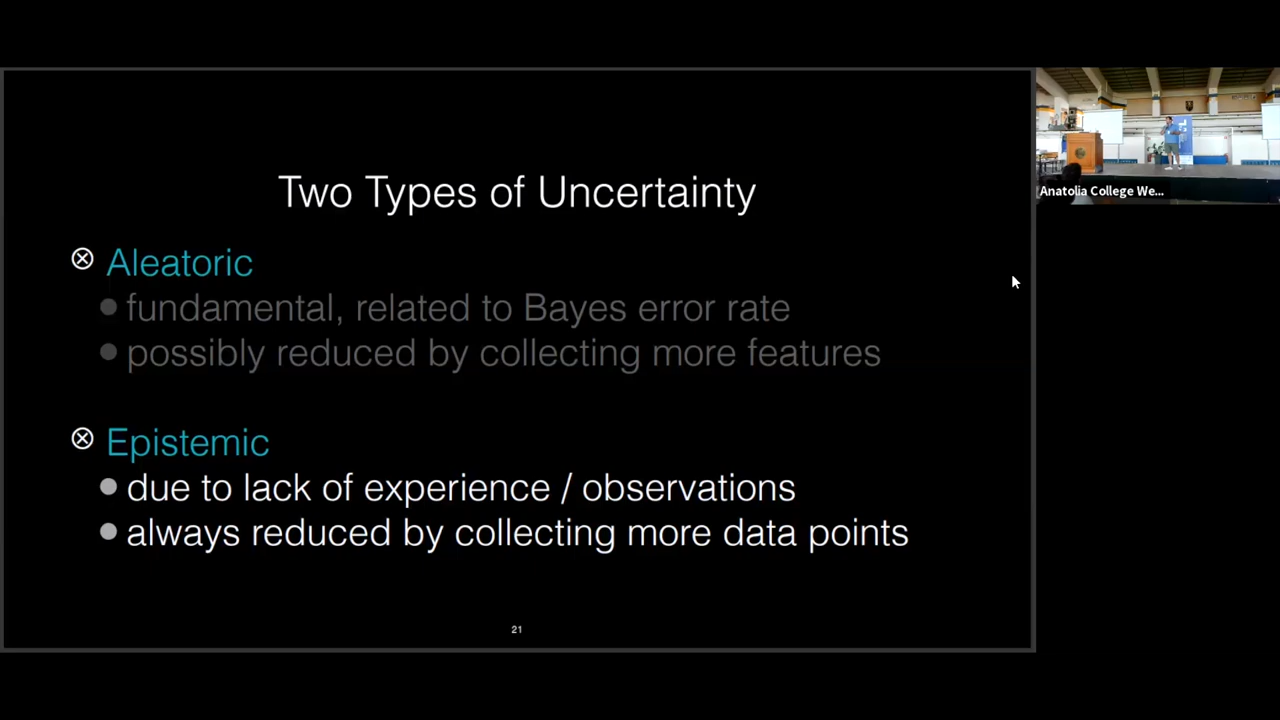 Two Types of Uncertainty
Aleatoric
fundamental, related to Bayes error rate
possibly reduced by collecting more features
Epistemic
due to lack of experience / observations
always reduced by collecting more data points
21
Anatolia College We...